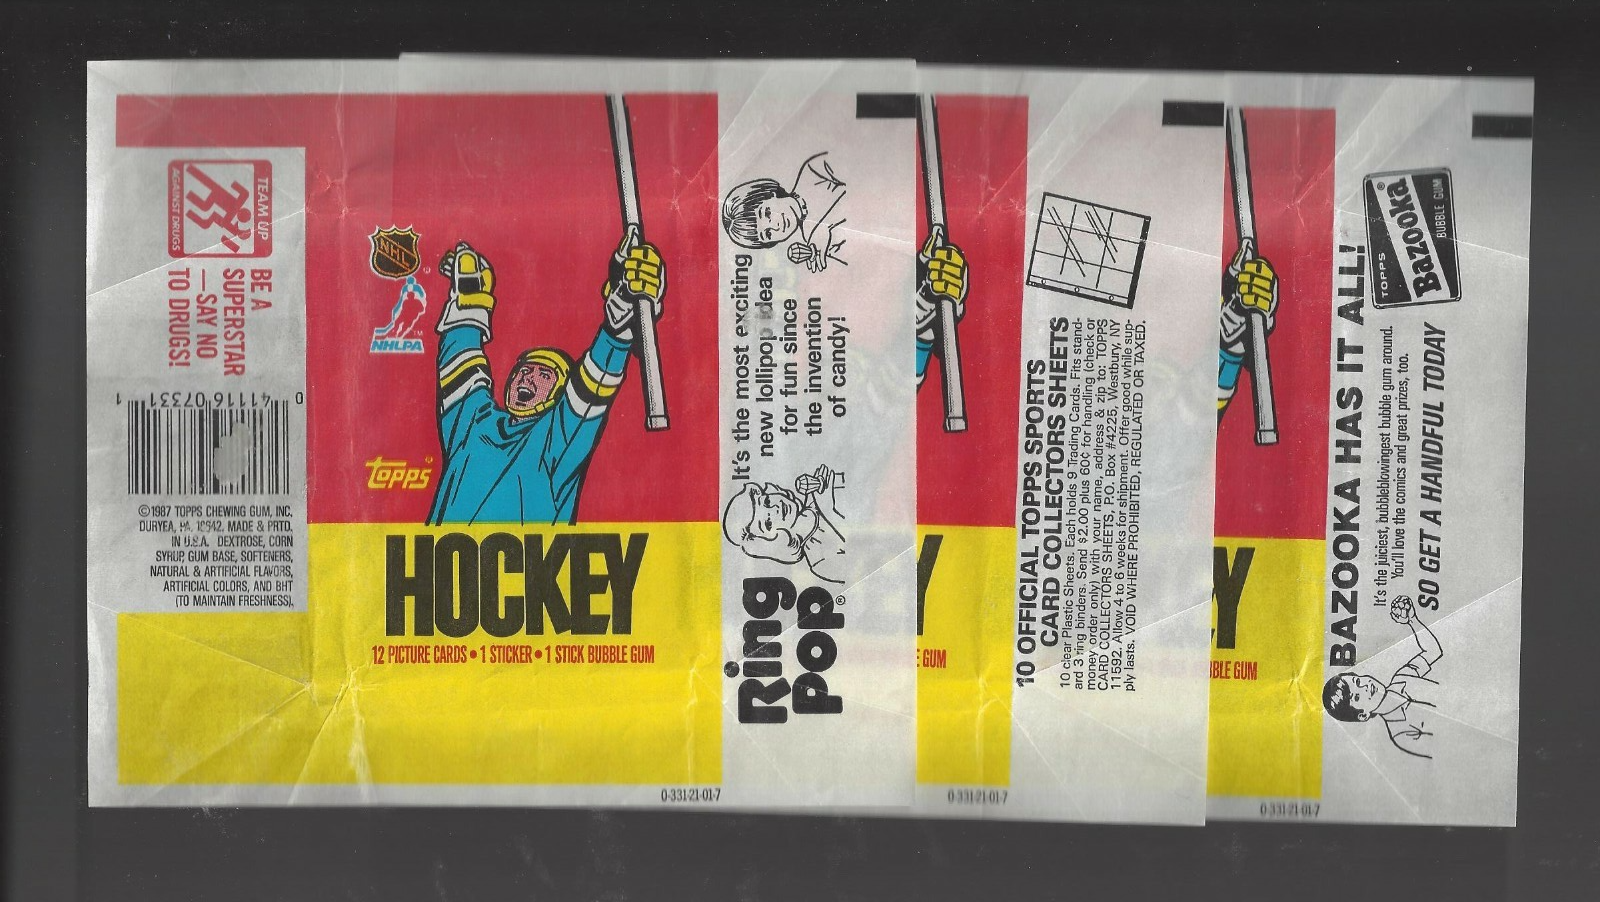 TEAM UP
AGAINST DRUGS
BE A
SUPERSTAR
—SAY NO
TO DRUGS!
0 41116 07331 1
©1987 TOPPS CHEWING GUM, INC.
DURYEA, PA. 18642. MADE & PRTD.
IN U.S.A. DEXTROSE, CORN
SYRUP, GUM BASE, SOFTENERS,
NATURAL & ARTIFICIAL FLAVORS,
ARTIFICIAL COLORS, AND BHT
(TO MAINTAIN FRESHNESS).
NHL
NHLPA
TM
topps
HOCKEY
12 PICTURE CARDS • 1 STICKER • 1 STICK BUBBLE GUM
0-331-21-01-7
Ring
Pop®
It's the most exciting
new lollipop idea
for fun since
the invention
of candy!
Y
E GUM
0-331-21-01-7
10 OFFICIAL TOPPS SPORTS
CARD COLLECTORS SHEETS
10 clear Plastic Sheets. Each holds 9 Trading Cards. Fits stand-
ard 3 ring binders. Send $2.00 plus 60¢ for handling (check or
money order only) with your name, address & zip to: TOPPS
CARD COLLECTORS SHEETS, P.O. Box #4225, Westbury, NY
11592. Allow 4 to 6 weeks for shipment. Offer good while sup-
ply lasts. VOID WHERE PROHIBITED, REGULATED OR TAXED.
EY
BBLE GUM
0-331-21-01-7
BAZOOKA HAS IT ALL!
TOPPS
Bazooka®
BUBBLE GUM
It's the juiciest, bubbleblowingest bubble gum around.
You'll love the comics and great prizes, too.
SO GET A HANDFUL TODAY